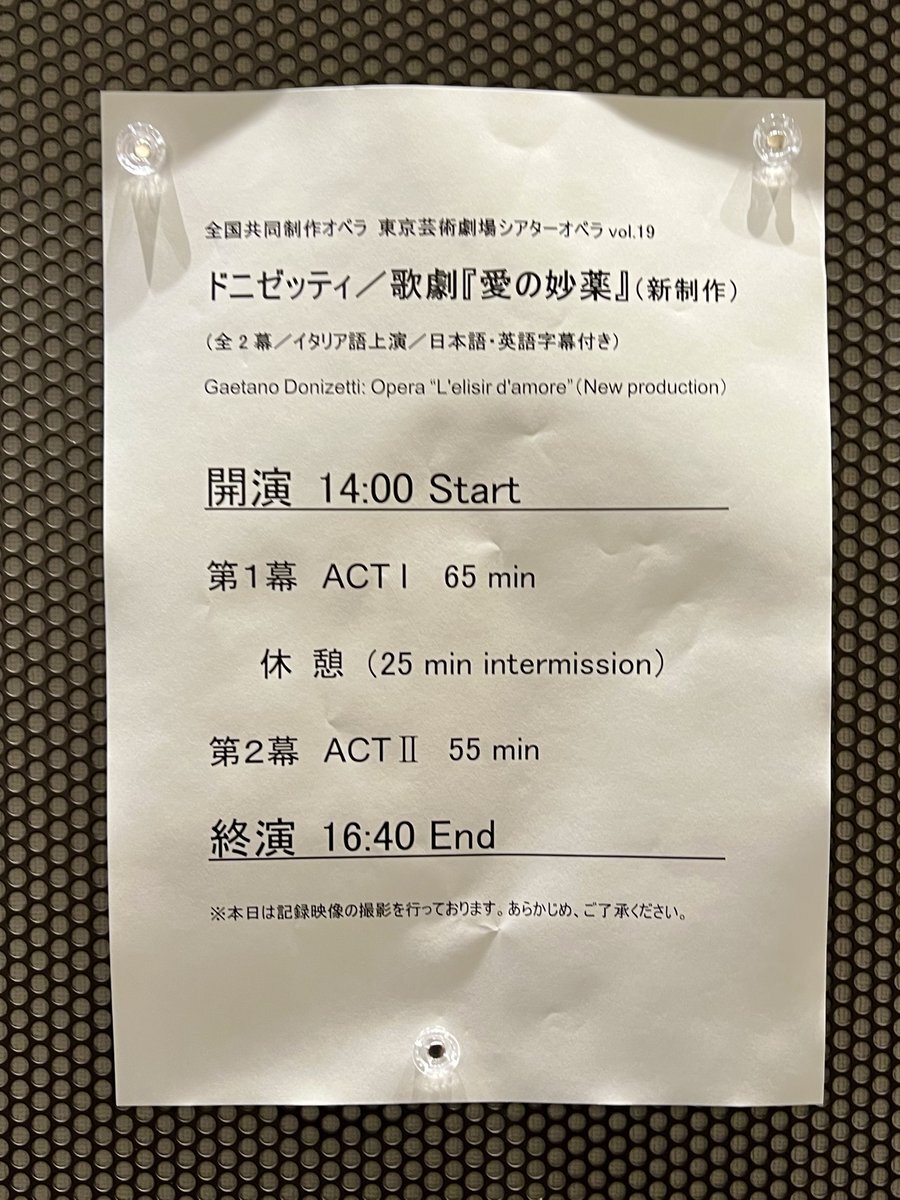 全国共同制作オペラ 東京芸術劇場シアターオペラ vol.19
ドニゼッティ／歌劇『愛の妙薬』（新制作）
（全２幕／イタリア語上演／日本語・英語字幕付き）
Gaetano Donizetti: Opera “L'elisir d'amore”（New production）
開演 14:00 Start
第１幕 ACTⅠ 65 min
休 憩 （25 min intermission）
第２幕 ACTⅡ 55 min
終演 16:40 End
※本日は記録映像の撮影を行っております。あらかじめ、ご了承ください。